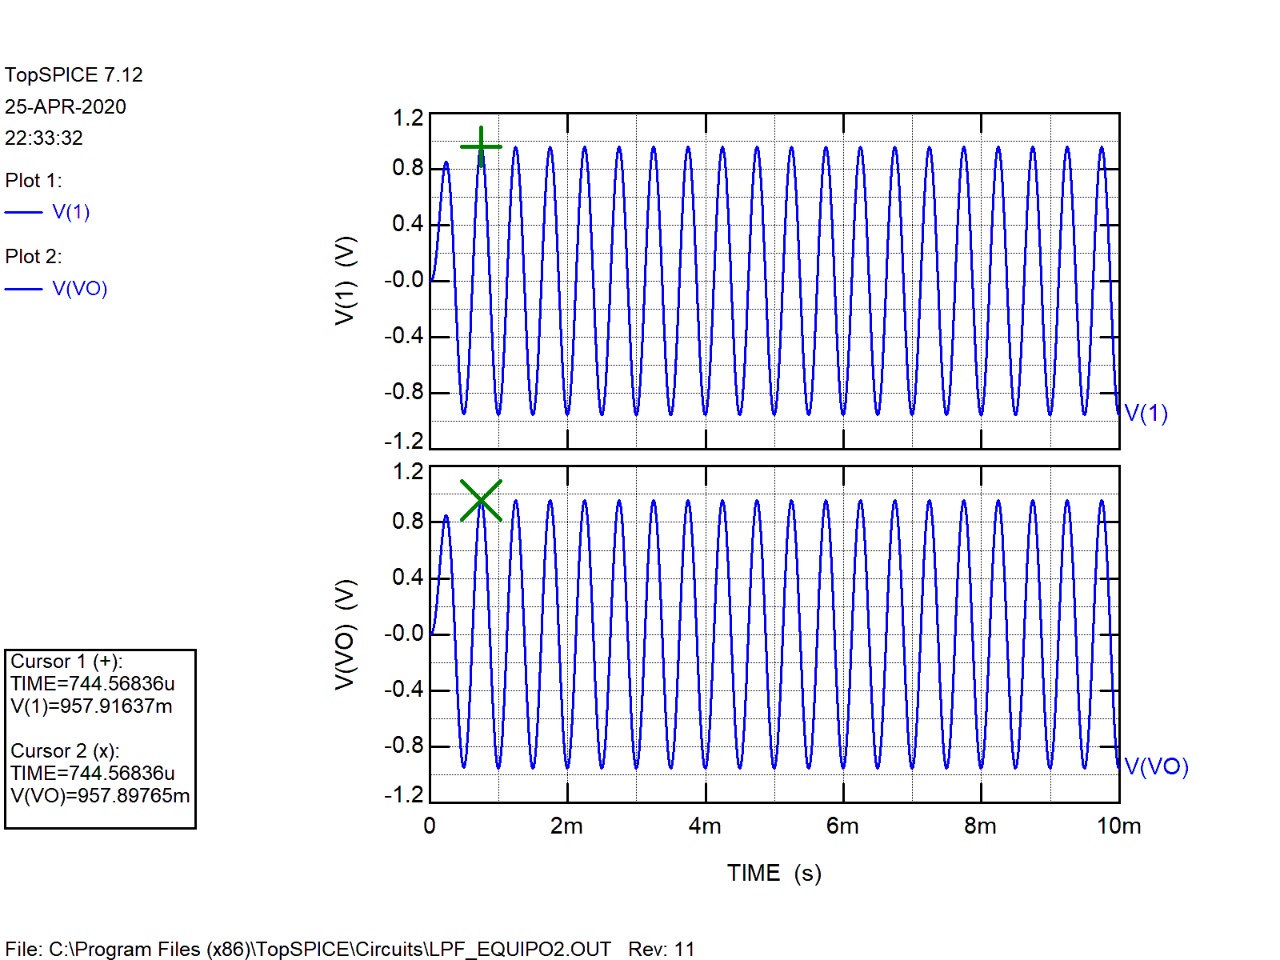 TopSPICE 7.12
25-APR-2020
22:33:32
Plot 1:
V(1)
Plot 2:
V(VO)
1.2
0.8
0.4
-0.0
-0.4
-0.8
-1.2
V(1) (V)
V(1)
1.2
0.8
0.4
-0.0
-0.4
-0.8
-1.2
V(VO) (V)
V(VO)
0 2m 4m 6m 8m 10m
TIME (s)
Cursor 1 (+):
TIME=744.56836u
V(1)=957.91637m
Cursor 2 (x):
TIME=744.56836u
V(VO)=957.89765m
File: C:\Program Files (x86)\TopSPICE\Circuits\LPF_EQUIPO2.OUT Rev: 11